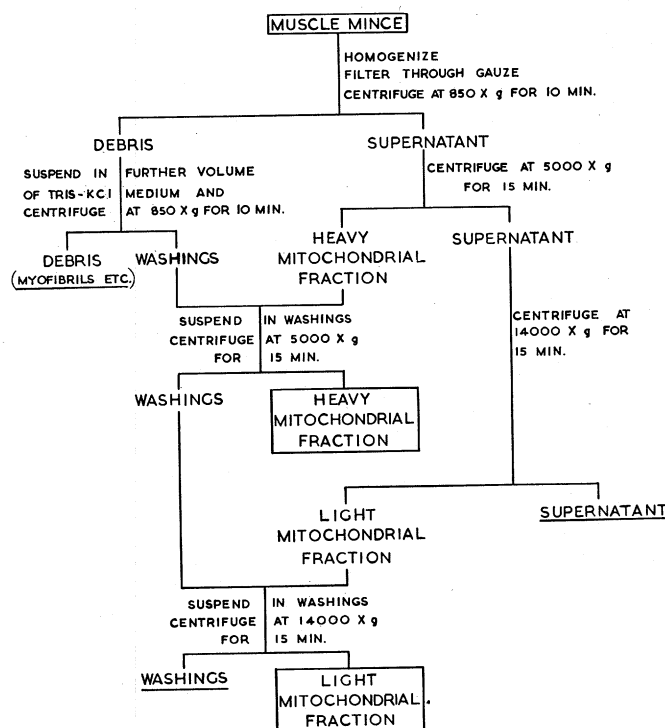 MUSCLE MINCE
HOMOGENIZE
FILTER THROUGH GAUZE
CENTRIFUGE AT 850 X g FOR 10 MIN.
DEBRIS
SUPERNATANT
SUSPEND IN FURTHER VOLUME
OF TRIS-KC.I MEDIUM AND
CENTRIFUGE AT 850 X g FOR 10 MIN.
CENTRIFUGE AT 5000 X g
FOR 15 MIN.
DEBRIS
(MYOFIBRILS ETC.)
WASHINGS
HEAVY
MITOCHONDRIAL
FRACTION
SUPERNATANT
SUSPEND IN WASHINGS
CENTRIFUGE AT 5000 X g
FOR 15 MIN.
CENTRIFUGE AT
14000 X g FOR
15 MIN.
WASHINGS
HEAVY
MITOCHONDRIAL
FRACTION
LIGHT
MITOCHONDRIAL
FRACTION
SUPERNATANT
SUSPEND IN WASHINGS
CENTRIFUGE AT 14000 X g
FOR 15 MIN.
WASHINGS
LIGHT
MITOCHONDRIAL.
FRACTION